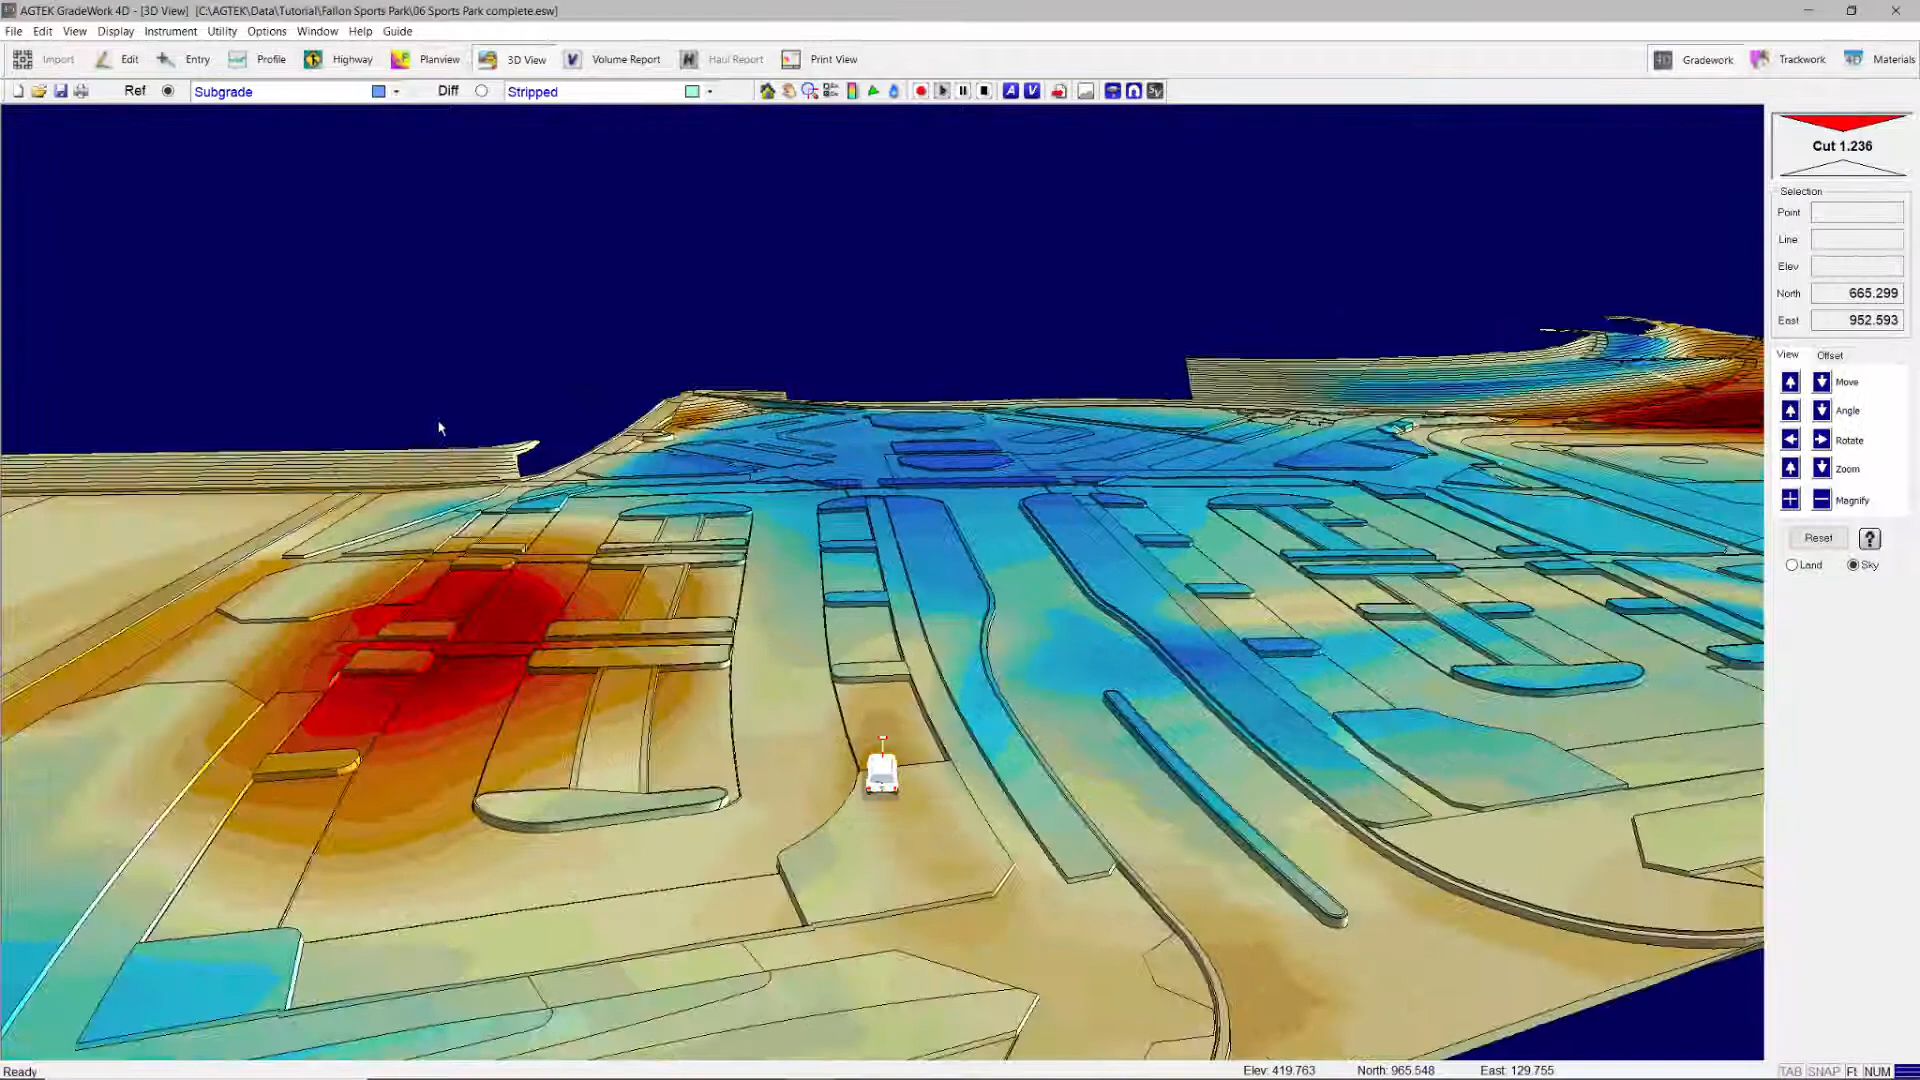 AGTEK GradeWork 4D - [3D View] [C:\AGTEK\Data\Tutorial\Fallon Sports Park\06 Sports Park complete.esw]
File Edit View Display Instrument Utility Options Window Help Guide
Import Edit Entry Profile Highway Planview 3D View Volume Report Haul Report Print View Gradework Trackwork Materials
Ref Subgrade Diff Stripped
Cut 1.236
Selection
Point
Line
Elev
North 665.299
East 952.593
View Offset
Move
Angle
Rotate
Zoom
Magnify
Reset ?
Land Sky
Ready Elev: 419.763 North: 965.548 East: 129.755 TAB SNAP Ft NUM